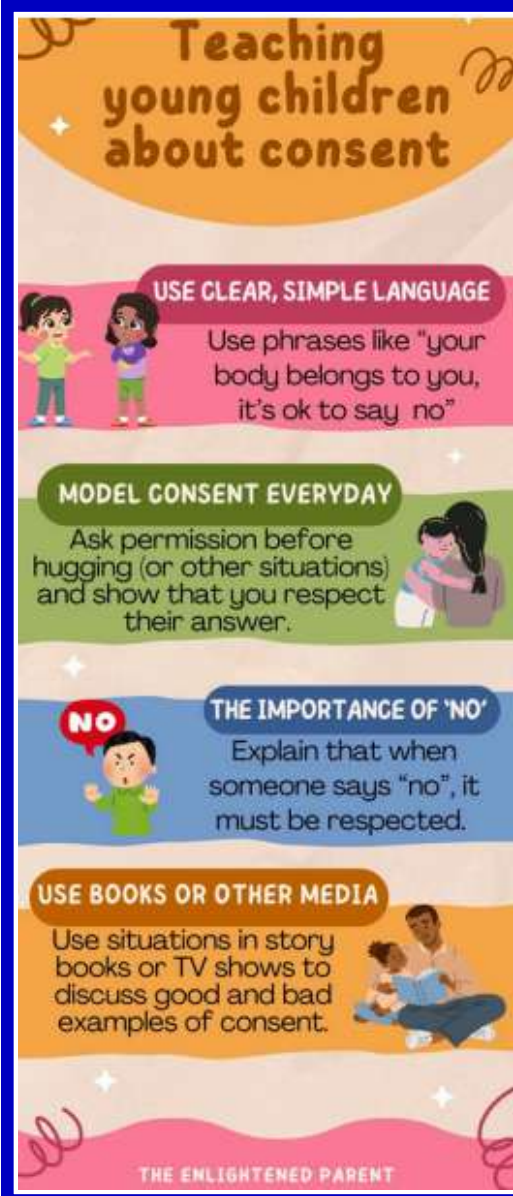 Teaching
young children
about consent
USE CLEAR, SIMPLE LANGUAGE
Use phrases like "your
body belongs to you,
it's ok to say no"
MODEL CONSENT EVERYDAY
Ask permission before
hugging (or other situations)
and show that you respect
their answer.
NO
THE IMPORTANCE OF 'NO'
Explain that when
someone says "no", it
must be respected.
USE BOOKS OR OTHER MEDIA
Use situations in story
books or TV shows to
discuss good and bad
examples of consent.
THE ENLIGHTENED PARENT